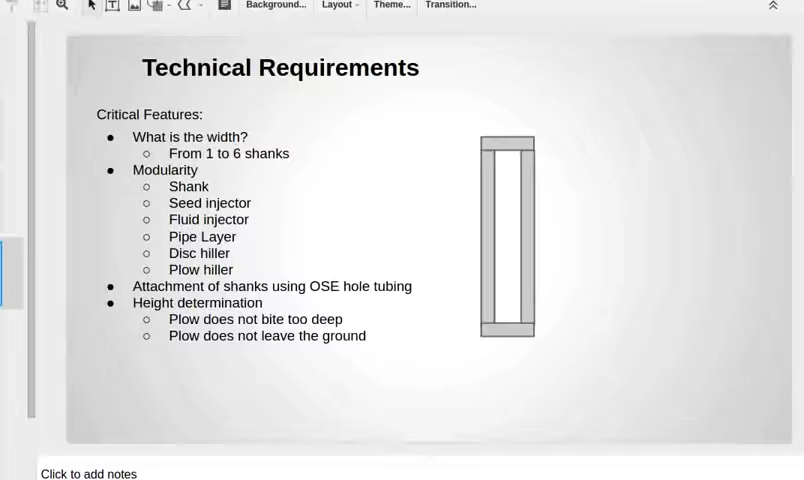 Background... Layout Theme... Transition...
Technical Requirements
Critical Features:
● What is the width?
○ From 1 to 6 shanks
● Modularity
○ Shank
○ Seed injector
○ Fluid injector
○ Pipe Layer
○ Disc hiller
○ Plow hiller
● Attachment of shanks using OSE hole tubing
● Height determination
○ Plow does not bite too deep
○ Plow does not leave the ground
Click to add notes